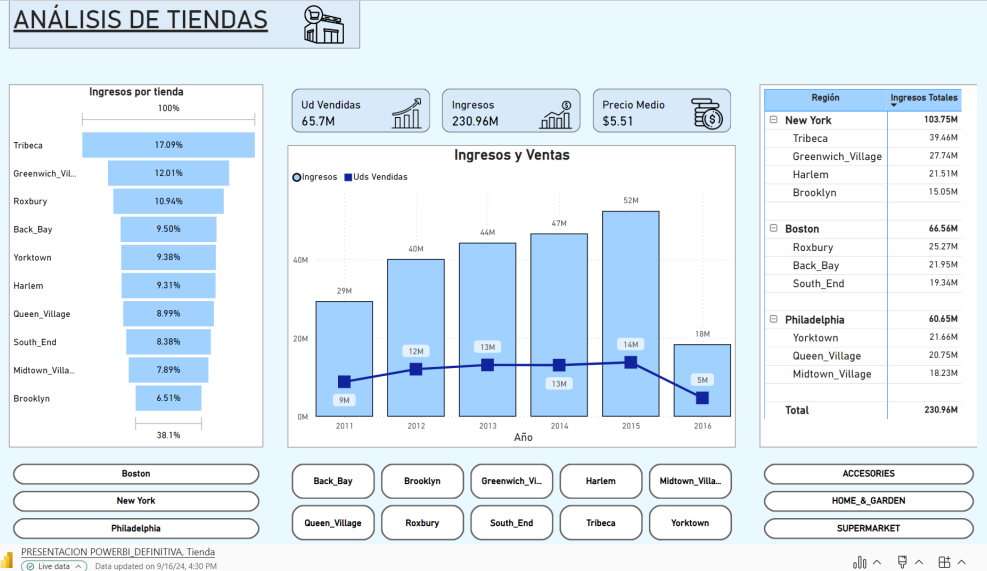 ANÁLISIS DE TIENDAS
Ingresos por tienda
100%
Tribeca 17.09%
Greenwich_Vil... 12.01%
Roxbury 10.94%
Back_Bay 9.50%
Yorktown 9.38%
Harlem 9.31%
Queen_Village 8.99%
South_End 8.38%
Midtown_Villa... 7.89%
Brooklyn 6.51%
38.1%
Ud Vendidas
65.7M
Ingresos
230.96M
Precio Medio
$5.51
Ingresos y Ventas
Ingresos Uds Vendidas
52M
47M
44M
40M
40M
29M
20M
18M
14M
13M
13M
12M
9M
5M
0M
2011 2012 2013 2014 2015 2016
Año
Región Ingresos Totales
New York 103.75M
Tribeca 39.46M
Greenwich_Village 27.74M
Harlem 21.51M
Brooklyn 15.05M
Boston 66.56M
Roxbury 25.27M
Back_Bay 21.95M
South_End 19.34M
Philadelphia 60.65M
Yorktown 21.66M
Queen_Village 20.75M
Midtown_Village 18.23M
Total 230.96M
Boston
New York
Philadelphia
Back_Bay Brooklyn Greenwich_Vi... Harlem Midtown_Villa...
Queen_Village Roxbury South_End Tribeca Yorktown
ACCESORIES
HOME_&_GARDEN
SUPERMARKET
PRESENTACION POWERBI_DEFINITIVA, Tienda
Live data Data updated on 9/16/24, 4:30 PM